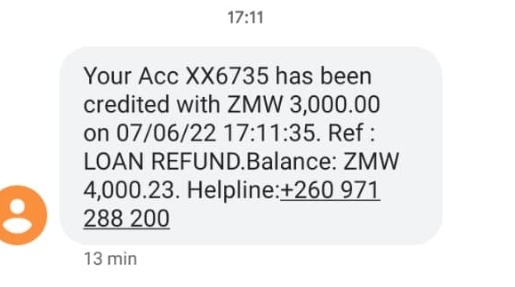 17:11
Your Acc XX6735 has been
credited with ZMW 3,000.00
on 07/06/22 17:11:35. Ref :
LOAN REFUND.Balance: ZMW
4,000.23. Helpline:+260 971
288 200
13 min